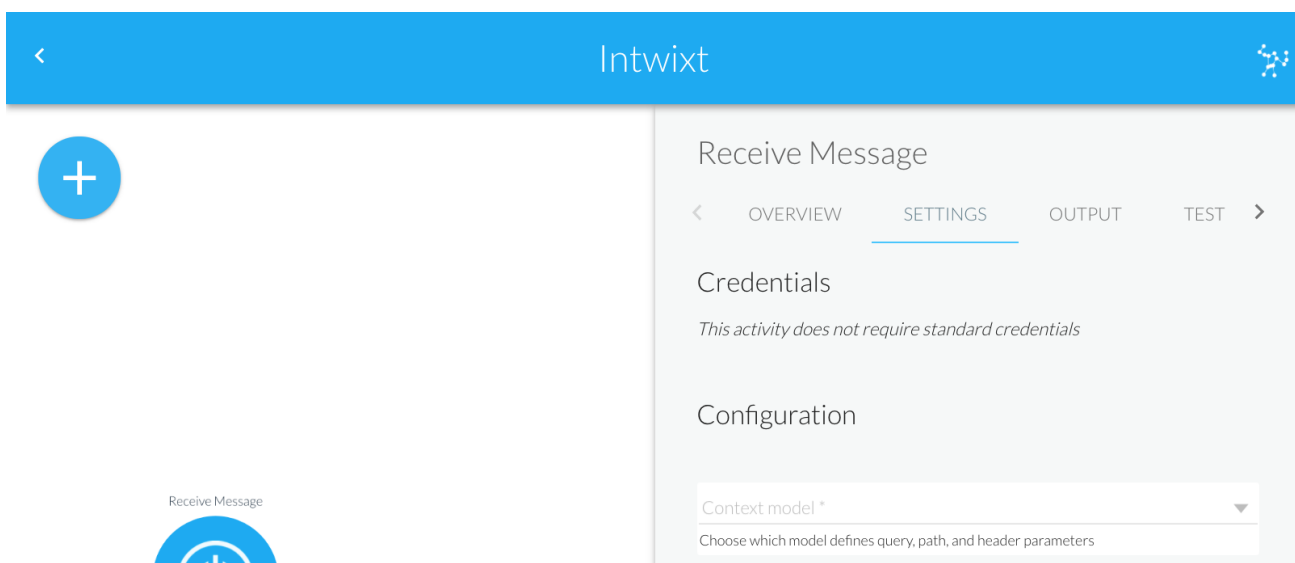 Intwixt
Receive Message
OVERVIEW SETTINGS OUTPUT TEST
Credentials
This activity does not require standard credentials
Configuration
Context model *
Choose which model defines query, path, and header parameters
Receive Message